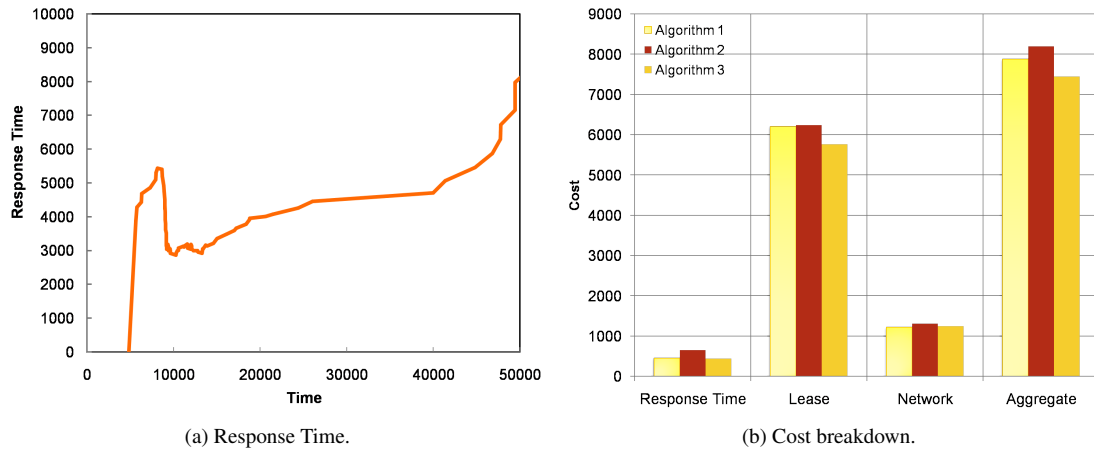 10000
9000
8000
7000
6000
5000
4000
3000
2000
1000
0
Response Time
0 10000 20000 30000 40000 50000
Time
(a) Response Time.
9000
8000
7000
6000
5000
4000
3000
2000
1000
0
Cost
Algorithm 1
Algorithm 2
Algorithm 3
Response Time Lease Network Aggregate
(b) Cost breakdown.